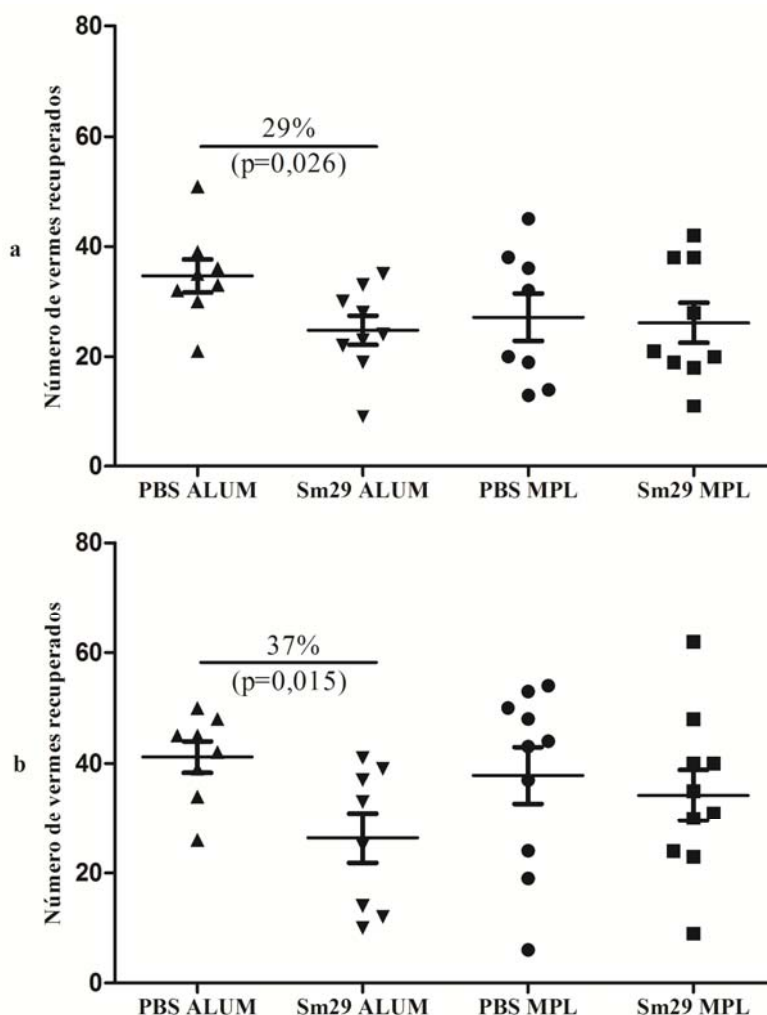 a
Número de vermes recuperados
80
60
40
20
0
29%
(p=0,026)
PBS ALUM Sm29 ALUM PBS MPL Sm29 MPL
b
Número de vermes recuperados
80
60
40
20
0
37%
(p=0,015)
PBS ALUM Sm29 ALUM PBS MPL Sm29 MPL